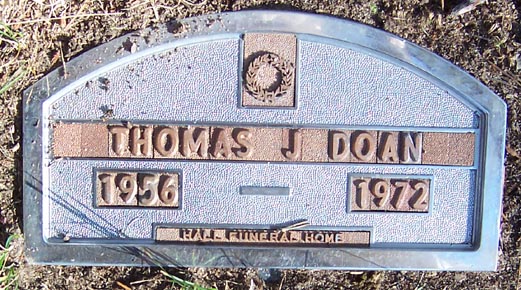 THOMAS J DOAN
1956 — 1972
HALL FUNERAL HOME